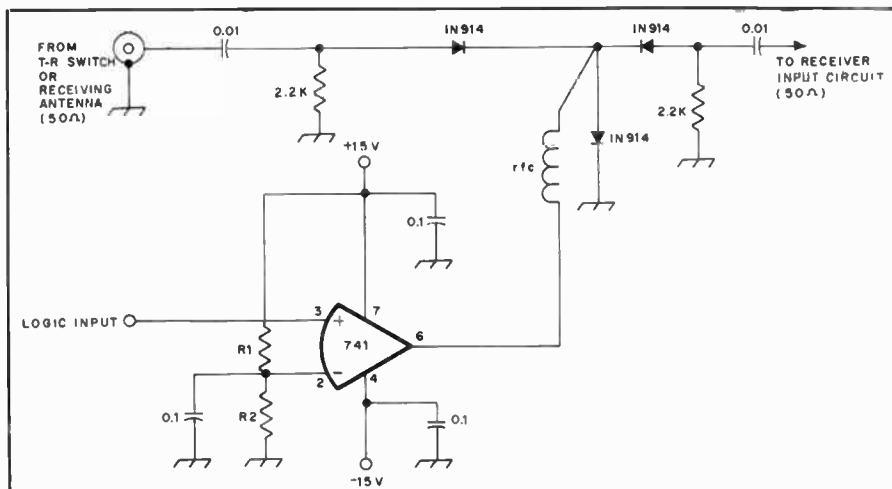 FROM
T-R SWITCH
OR
RECEIVING
ANTENNA
(50Ω)
0.01
2.2K
IN914
IN914
0.01
TO RECEIVER
INPUT CIRCUIT
(50Ω)
2.2K
IN914
rfc
+15V
0.1
LOGIC INPUT
3
+
7
741
6
R1
2
−
4
0.1
R2
0.1
−15V